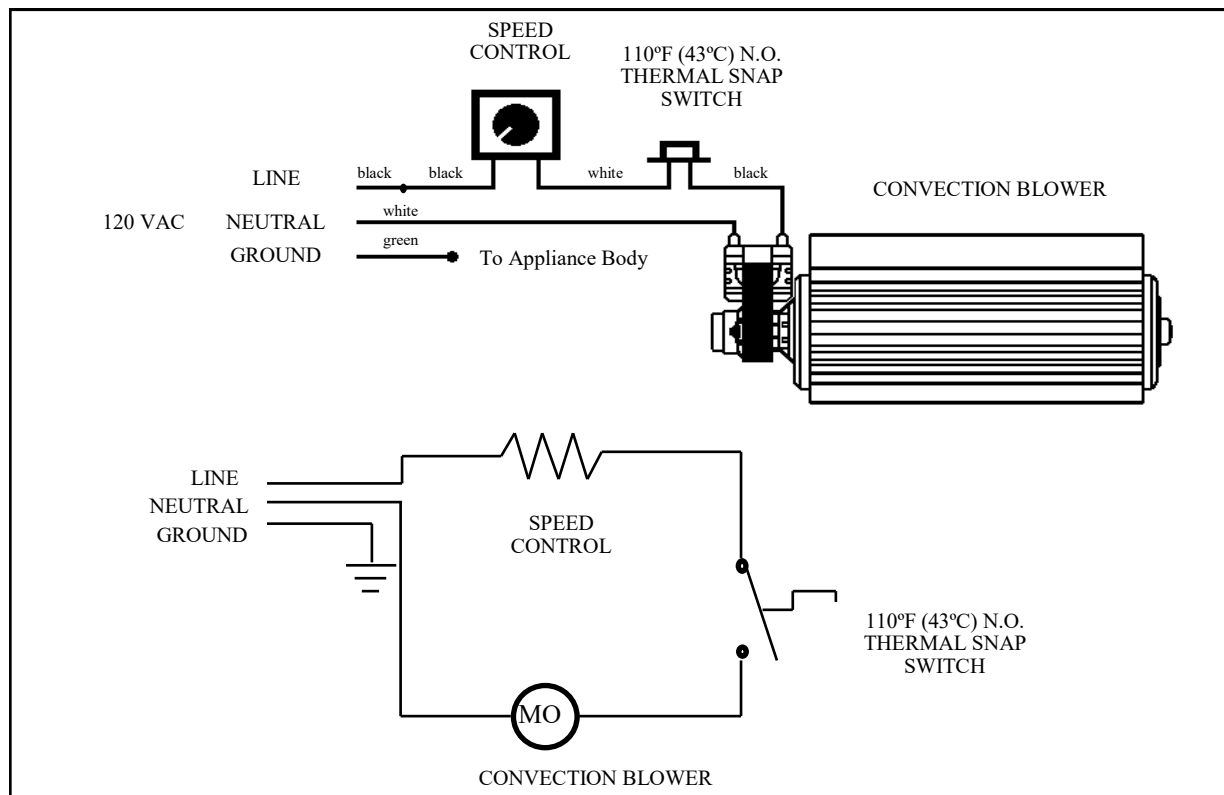 SPEED
CONTROL
110ºF (43ºC) N.O.
THERMAL SNAP
SWITCH
LINE
black
black
white
black
CONVECTION BLOWER
120 VAC
NEUTRAL
white
GROUND
green
To Appliance Body
LINE
NEUTRAL
GROUND
SPEED
CONTROL
110ºF (43ºC) N.O.
THERMAL SNAP
SWITCH
MO
CONVECTION BLOWER